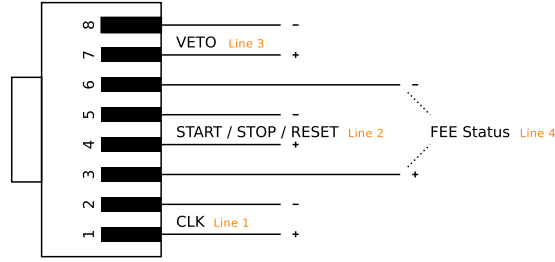 8 −
VETO Line 3
7 +
6 −
5 −
START / STOP / RESET Line 2 FEE Status Line 4
4 +
3 +
2 −
CLK Line 1
1 +